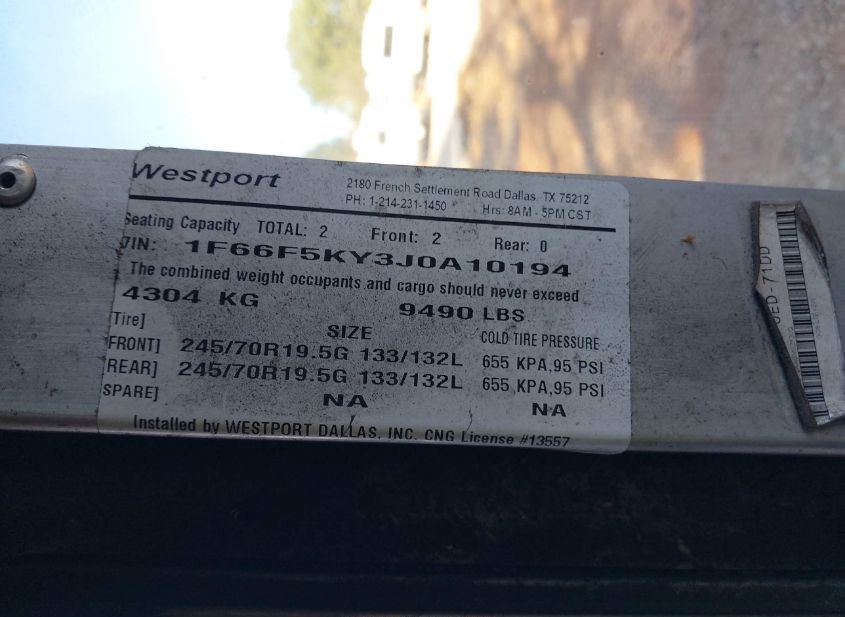 Westport
2180 French Settlement Road Dallas, TX 75212
PH: 1-214-231-1450 Hrs: 8AM - 5PM CST
Seating Capacity TOTAL: 2 Front: 2 Rear: 0
VIN: 1F66F5KY3J0A10194
The combined weight occupants and cargo should never exceed
4304 KG 9490 LBS
Tire] SIZE COLD TIRE PRESSURE
FRONT] 245/70R19.5G 133/132L 655 KPA,95 PSI
REAR] 245/70R19.5G 133/132L 655 KPA,95 PSI
SPARE] NA NA
Installed by WESTPORT DALLAS, INC. CNG License #13557